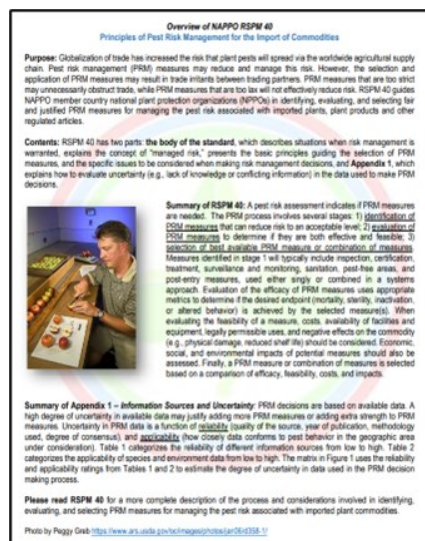 Overview of NAPPO RSPM 40
Principles of Pest Risk Management for the Import of Commodities
Purpose: Globalization of trade has increased the risk that plant pests will spread via the worldwide agricultural supply
chain. Pest risk management (PRM) measures may reduce and manage this risk. However, the selection and
application of PRM measures may result in trade irritants between trading partners. PRM measures that are too strict
may unnecessarily obstruct trade, while PRM measures that are too lax will not effectively reduce risk. RSPM 40 guides
NAPPO member country national plant protection organizations (NPPOs) in identifying, evaluating, and selecting fair
and justified PRM measures for managing the pest risk associated with imported plants, plant products and other
regulated articles.
Contents: RSPM 40 has two parts: the body of the standard, which describes situations when risk management is
warranted, explains the concept of "managed risk," presents the basic principles guiding the selection of PRM
measures, and the specific issues to be considered when making risk management decisions, and Appendix 1, which
explains how to evaluate uncertainty (e.g., lack of knowledge or conflicting information) in the data used to make PRM
decisions.
Summary of RSPM 40: A pest risk assessment indicates if PRM measures
are needed. The PRM process involves several stages: 1) identification of
PRM measures that can reduce risk to an acceptable level; 2) evaluation of
PRM measures to determine if they are both effective and feasible; 3)
selection of best available PRM measure or combination of measures.
Measures identified in stage 1 will typically include inspection, certification,
treatment, surveillance and monitoring, sanitation, pest-free areas, and
post-entry measures, used either singly or combined in a systems
approach. Evaluation of the efficacy of PRM measures uses appropriate
metrics to determine if the desired endpoint (mortality, sterility, inactivation,
or altered behavior) is achieved by the selected measure(s). When
evaluating the feasibility of a measure, costs, availability of facilities and
equipment, legally permissible uses, and negative effects on the commodity
(e.g., physical damage, reduced shelf life) should be considered. Economic,
social, and environmental impacts of potential measures should also be
assessed. Finally, a PRM measure or combination of measures is selected
based on a comparison of efficacy, feasibility, costs, and impacts.
Summary of Appendix 1 – Information Sources and Uncertainty: PRM decisions are based on available data. A
high degree of uncertainty in available data may justify adding more PRM measures or adding extra strength to PRM
measures. Uncertainty in PRM data is a function of reliability (quality of the source, year of publication, methodology
used, degree of consensus), and applicability (how closely data conforms to pest behavior in the geographic area
under consideration). Table 1 categorizes the reliability of different information sources from low to high. Table 2
categorizes the applicability of species and environment data from low to high. The matrix in Figure 1 uses the reliability
and applicability ratings from Tables 1 and 2 to estimate the degree of uncertainty in data used in the PRM decision
making process.
Please read RSPM 40 for a more complete description of the process and considerations involved in identifying,
evaluating, and selecting PRM measures for managing the pest risk associated with imported plant commodities.
Photo by Peggy Greb https://www.ars.usda.gov/oc/images/photos/jan06/d358-1/